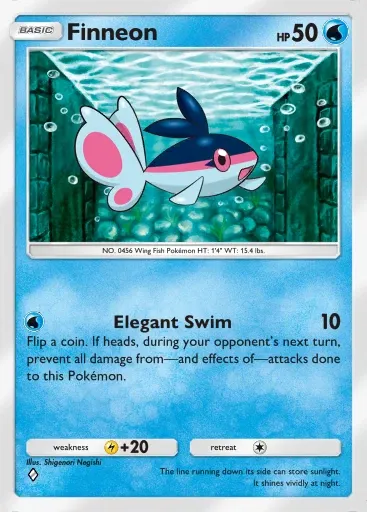 BASIC Finneon HP 50
NO. 0456 Wing Fish Pokémon HT: 1'4" WT: 15.4 lbs.
Elegant Swim 10
Flip a coin. If heads, during your opponent's next turn,
prevent all damage from—and effects of—attacks done
to this Pokémon.
weakness +20 retreat
Illus. Shigenori Negishi
The line running down its side can store sunlight.
It shines vividly at night.